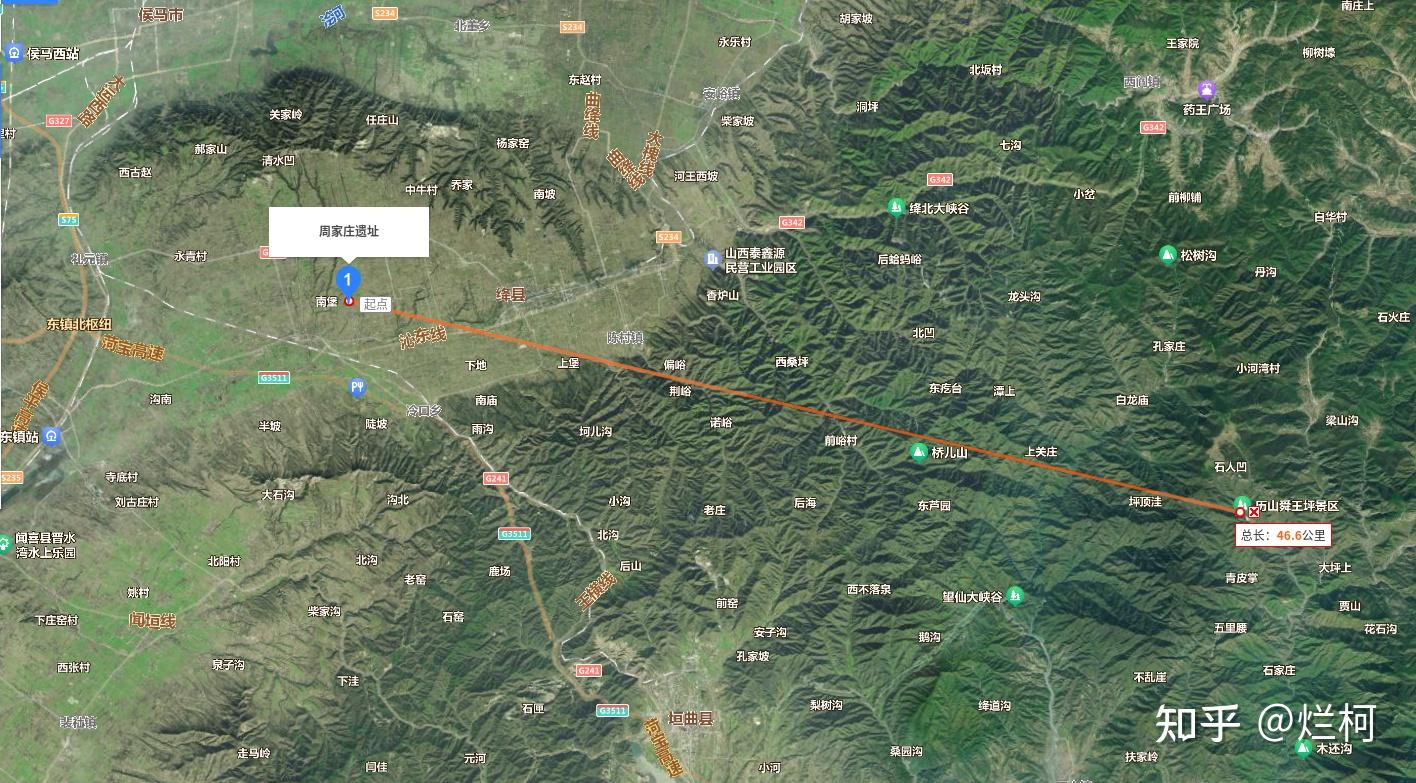 侯马市
浍河
S234
北董乡
S234
胡家坡
南庄上
侯马西站
永乐村
王家院
柳树壕
北坂村
东赵村
西阎镇
药王广场
安峪镇
洞坪
关家岭
任庄山
曲绛线
G327
柴家坡
G342
郝家山
清水凹
杨家窑
七沟
西古赵
中牛村
乔家
南坡
河王西坡
G342
小岔
前柳铺
绛北大峡谷
白华村
S75
G342
周家庄遗址
S234
礼元镇
永青村
山西泰鑫源
民营工业园区
后蛤蚂峪
松树沟
丹沟
1
南堡
起点
绛县
香炉山
龙头沟
石火庄
东镇北枢纽
沁东线
陈村镇
北凹
孔家庄
菏宝高速
下地
上堡
偏峪
西桑坪
小河湾村
G3511
荆峪
东疙台
潭上
沟南
南庙
白龙庙
冷口乡
半坡
陡坡
雨沟
坷儿沟
诺峪
梁山沟
东镇站
前峪村
桥儿山
上关庄
石人凹
S235
寺底村
G241
刘古庄村
大石沟
沟北
小沟
老庄
后海
东芦园
坪顶洼
历山舜王坪景区
总长：46.6公里
闻喜县晋水
湾水上乐园
G3511
北沟
北阳村
北沟
老窑
鹿场
后山
大坪上
青皮掌
姚村
西不落泉
望仙大峡谷
柴家沟
石窑
前窑
贾山
下庄窑村
闻垣线
安子沟
鹅沟
五里腰
花石沟
西张村
泉子沟
孔家坡
G241
石家庄
下洼
不乱崖
石匣
G3511
垣曲县
梨树沟
绛道沟
知乎 @烂柯
走马岭
闫佳
元河
小河
桑园沟
扶家岭
木还沟